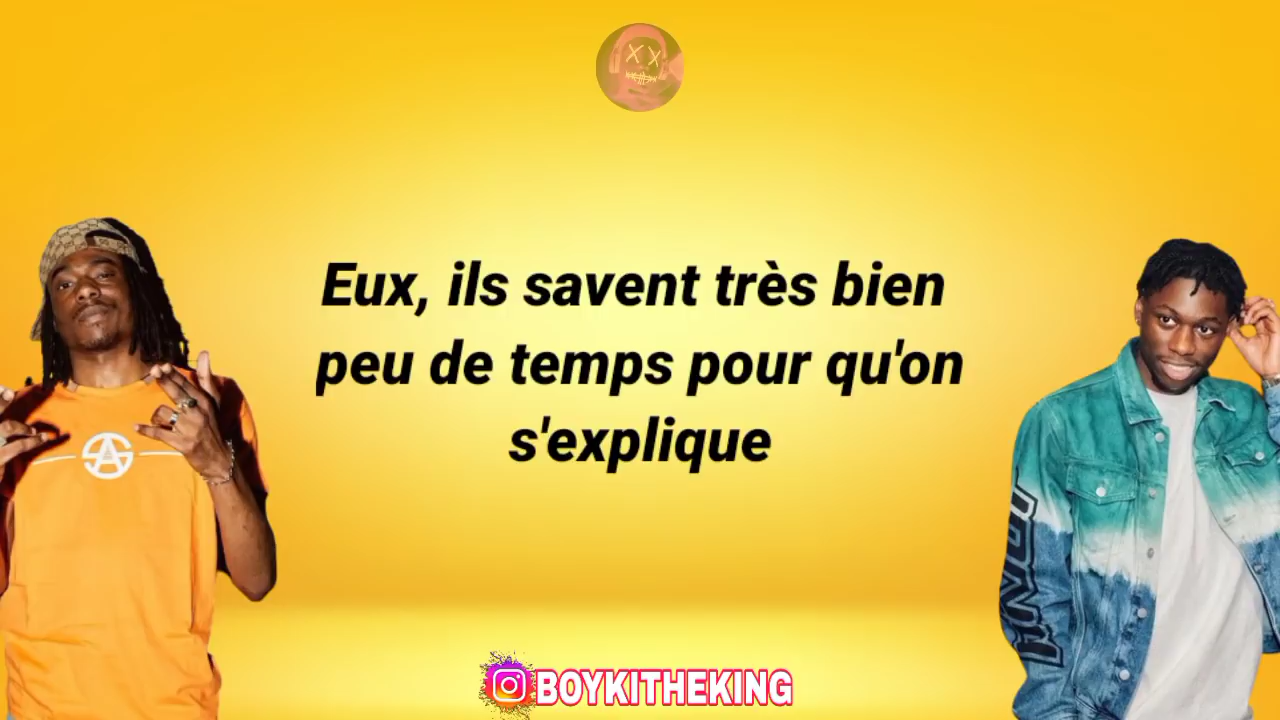 Eux, ils savent très bien
peu de temps pour qu'on
s'explique
BOYKITHEKING